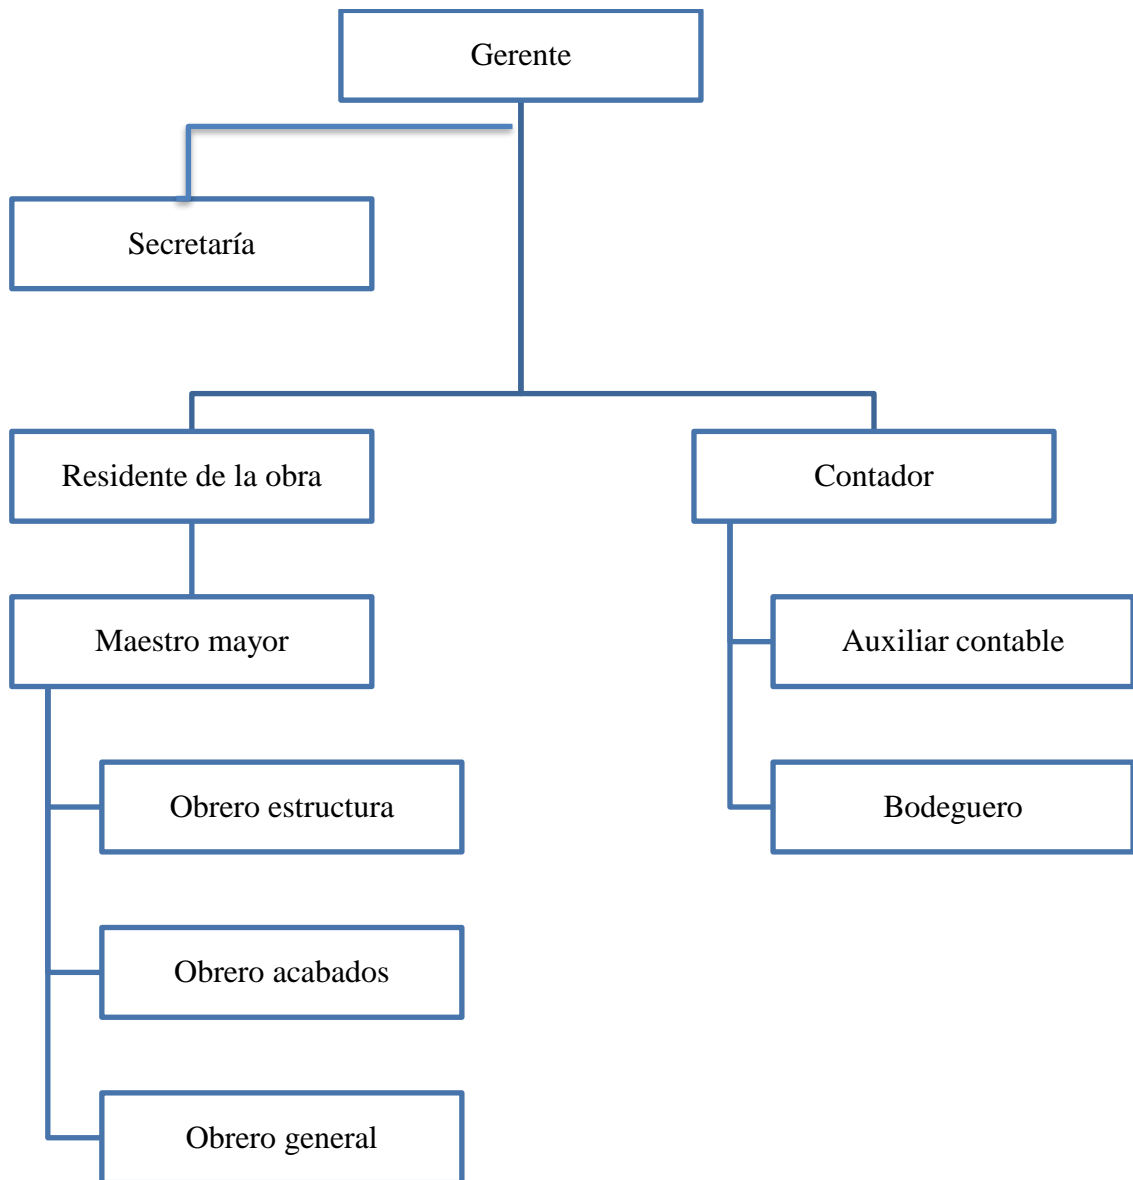 Gerente
Secretaría
Residente de la obra
Contador
Maestro mayor
Auxiliar contable
Obrero estructura
Bodeguero
Obrero acabados
Obrero general